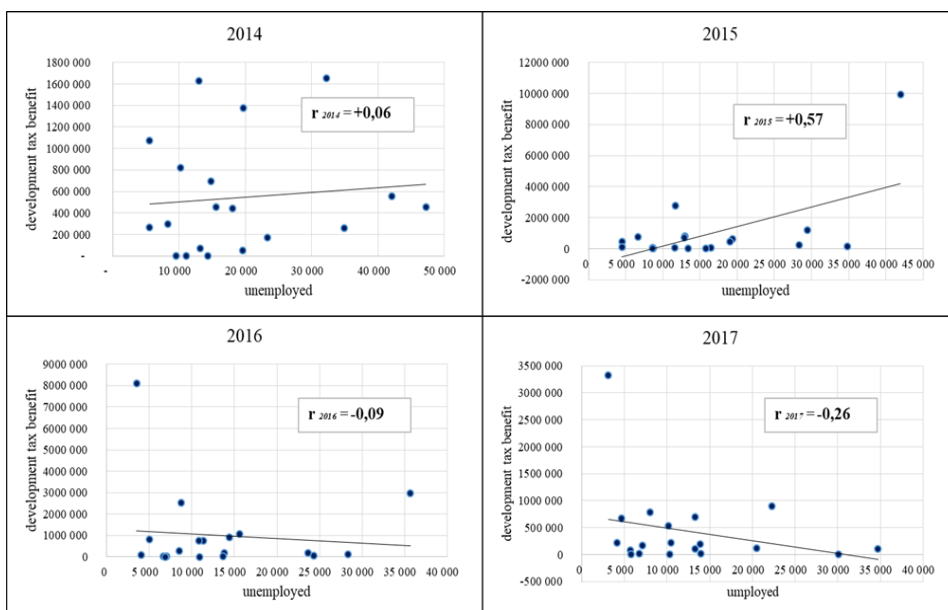 2014
development tax benefit
1800 000
1600 000
1400 000
1200 000
1000 000
800 000
600 000
400 000
200 000
-
r 2014 = +0,06
- 10 000 20 000 30 000 40 000 50 000
unemployed
2015
development tax benefit
12000 000
10000 000
8000 000
6000 000
4000 000
2000 000
0
-2000 000
r 2015 = +0,57
0 5 000 10 000 15 000 20 000 25 000 30 000 35 000 40 000 45 000
unemployed
2016
development tax benefit
9000 000
8000 000
7000 000
6000 000
5000 000
4000 000
3000 000
2000 000
1000 000
0
r 2016 = -0,09
0 5 000 10 000 15 000 20 000 25 000 30 000 35 000 40 000
unemployed
2017
development tax benefit
3500 000
3000 000
2500 000
2000 000
1500 000
1000 000
500 000
0
-500 000
r 2017 = -0,26
0 5 000 10 000 15 000 20 000 25 000 30 000 35 000 40 000
umployed